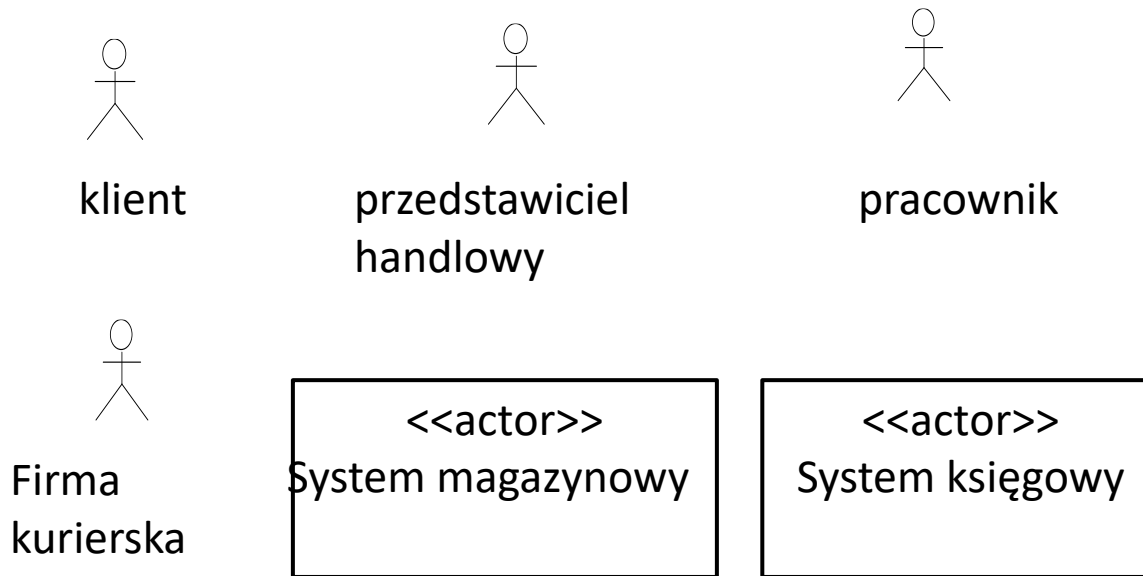 klient
przedstawiciel
handlowy
pracownik
Firma
kurierska
<<actor>>
System magazynowy
<<actor>>
System księgowy